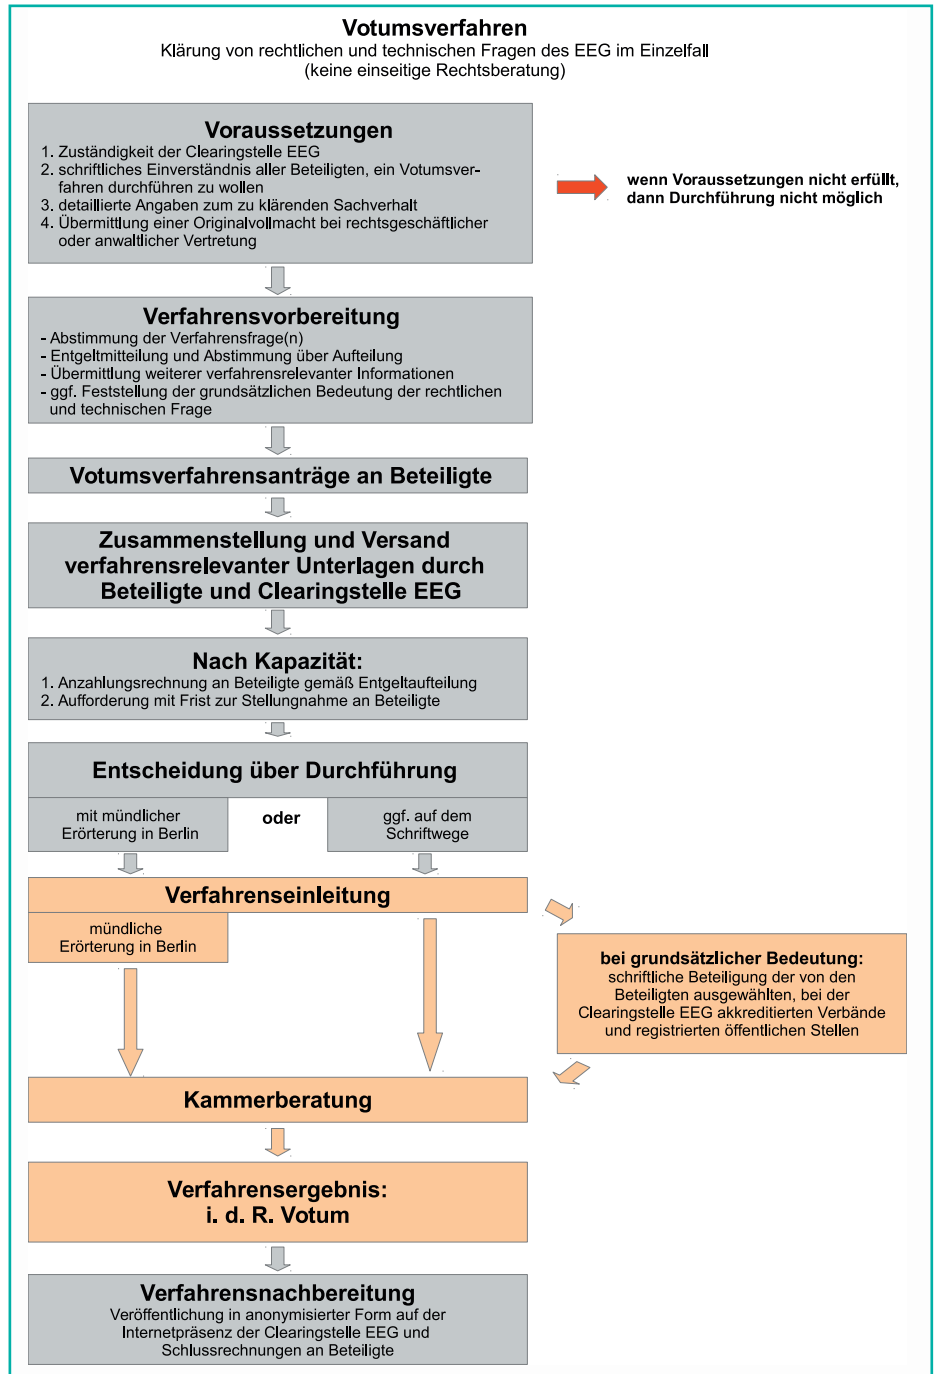 Votumsverfahren
Klärung von rechtlichen und technischen Fragen des EEG im Einzelfall
(keine einseitige Rechtsberatung)
Voraussetzungen
1. Zuständigkeit der Clearingstelle EEG
2. schriftliches Einverständnis aller Beteiligten, ein Votumsver-
fahren durchführen zu wollen
3. detaillierte Angaben zum zu klärenden Sachverhalt
4. Übermittlung einer Originalvollmacht bei rechtsgeschäftlicher
oder anwaltlicher Vertretung
wenn Voraussetzungen nicht erfüllt,
dann Durchführung nicht möglich
Verfahrensvorbereitung
- Abstimmung der Verfahrensfrage(n)
- Entgeltmitteilung und Abstimmung über Aufteilung
- Übermittlung weiterer verfahrensrelevanter Informationen
- ggf. Feststellung der grundsätzlichen Bedeutung der rechtlichen
und technischen Frage
Votumsverfahrensanträge an Beteiligte
Zusammenstellung und Versand
verfahrensrelevanter Unterlagen durch
Beteiligte und Clearingstelle EEG
Nach Kapazität:
1. Anzahlungsrechnung an Beteiligte gemäß Entgeltaufteilung
2. Aufforderung mit Frist zur Stellungnahme an Beteiligte
Entscheidung über Durchführung
mit mündlicher
Erörterung in Berlin
oder
ggf. auf dem
Schriftwege
Verfahrenseinleitung
mündliche
Erörterung in Berlin
bei grundsätzlicher Bedeutung:
schriftliche Beteiligung der von den
Beteiligten ausgewählten, bei der
Clearingstelle EEG akkreditierten Verbände
und registrierten öffentlichen Stellen
Kammerberatung
Verfahrensergebnis:
i. d. R. Votum
Verfahrensnachbereitung
Veröffentlichung in anonymisierter Form auf der
Internetpräsenz der Clearingstelle EEG und
Schlussrechnungen an Beteiligte